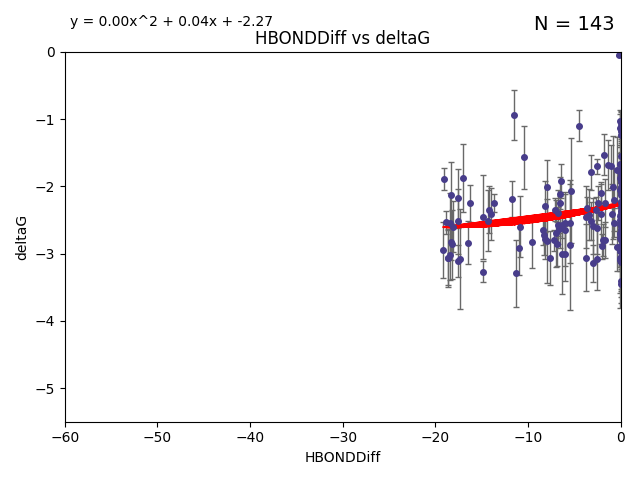 y = 0.00x^2 + 0.04x + -2.27
N = 143
HBONDDiff vs deltaG
0
−1
−2
−3
−4
−5
deltaG
−60 −50 −40 −30 −20 −10 0
HBONDDiff